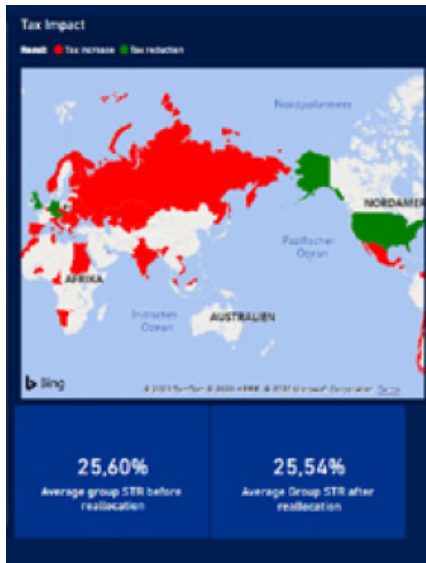 Tax Impact
Result Tax increase Tax reduction
Nordpolarmeer
NORDAMER
Pazifischer
Ozean
AFRIKA
Indischer
Ozean
AUSTRALIEN
Bing
25,60%
Average group STR before
reallocation
25,54%
Average Group STR after
reallocation